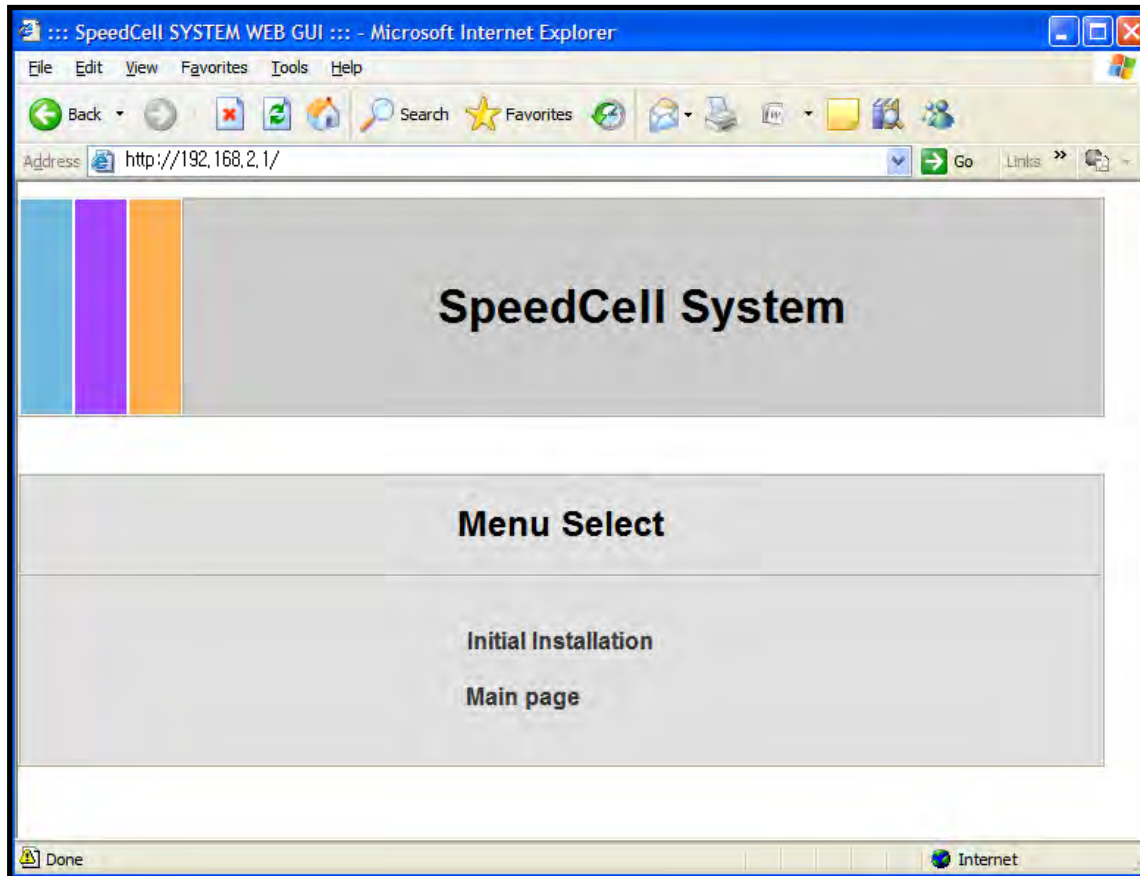 ::: SpeedCell SYSTEM WEB GUI ::: - Microsoft Internet Explorer
File Edit View Favorites Tools Help
Back Search Favorites
Address http://192,168,2,1/ Go Links »
SpeedCell System
Menu Select
Initial Installation
Main page
Done Internet